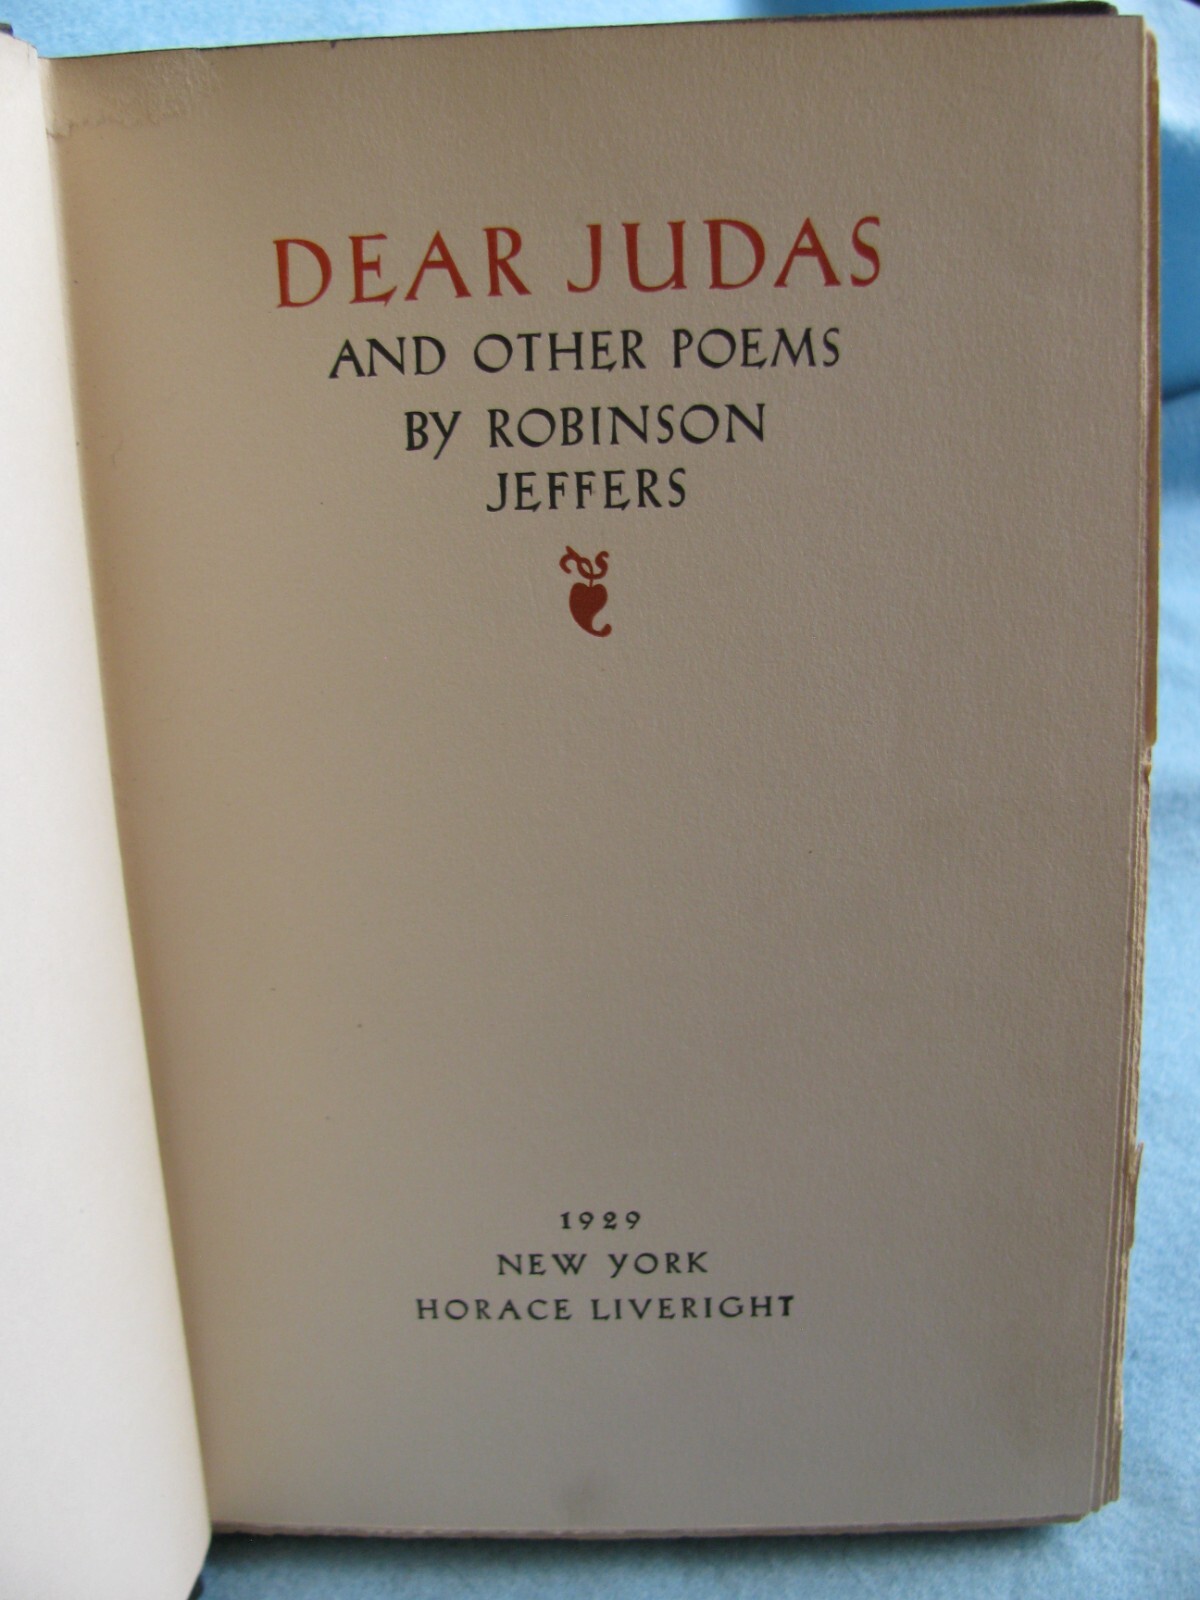 DEAR JUDAS
AND OTHER POEMS
BY ROBINSON
JEFFERS
1929
NEW YORK
HORACE LIVERIGHT